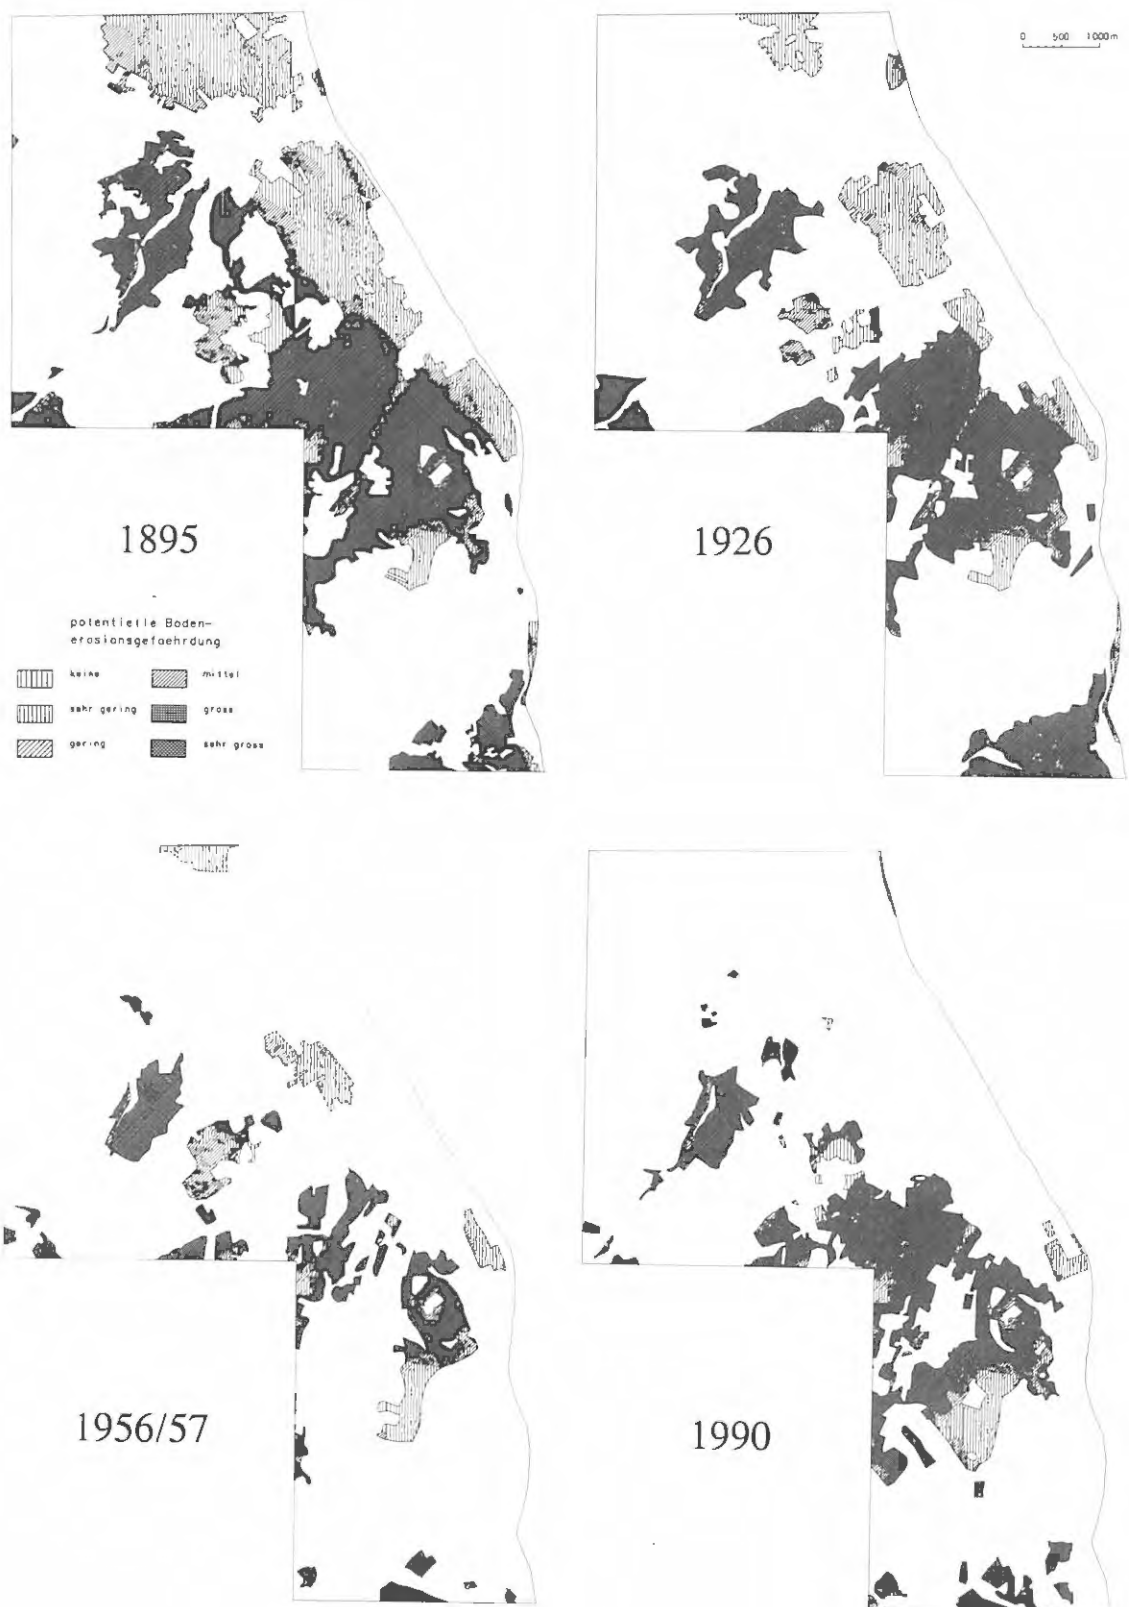 0 500 1000m
1895
1926
potentielle Boden-
erosionsgefaehrdung
keine
mittel
sehr gering
gross
gering
sehr gross
1956/57
1990